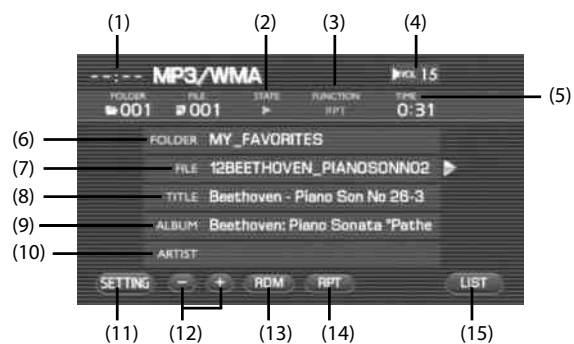 (1) (2) (3) (4)
--:-- MP3/WMA VOL 15
FOLDER FILE STATE FUNCTION TIME (5)
001 001 RPT 0:31
(6) FOLDER MY_FAVORITES
(7) FILE 12BEETHOVEN_PIANOSONN02
(8) TITLE Beethoven - Piano Son No 26-3
(9) ALBUM Beethoven: Piano Sonata "Pathe
(10) ARTIST
SETTING - + RDM RPT LIST
(11) (12) (13) (14) (15)